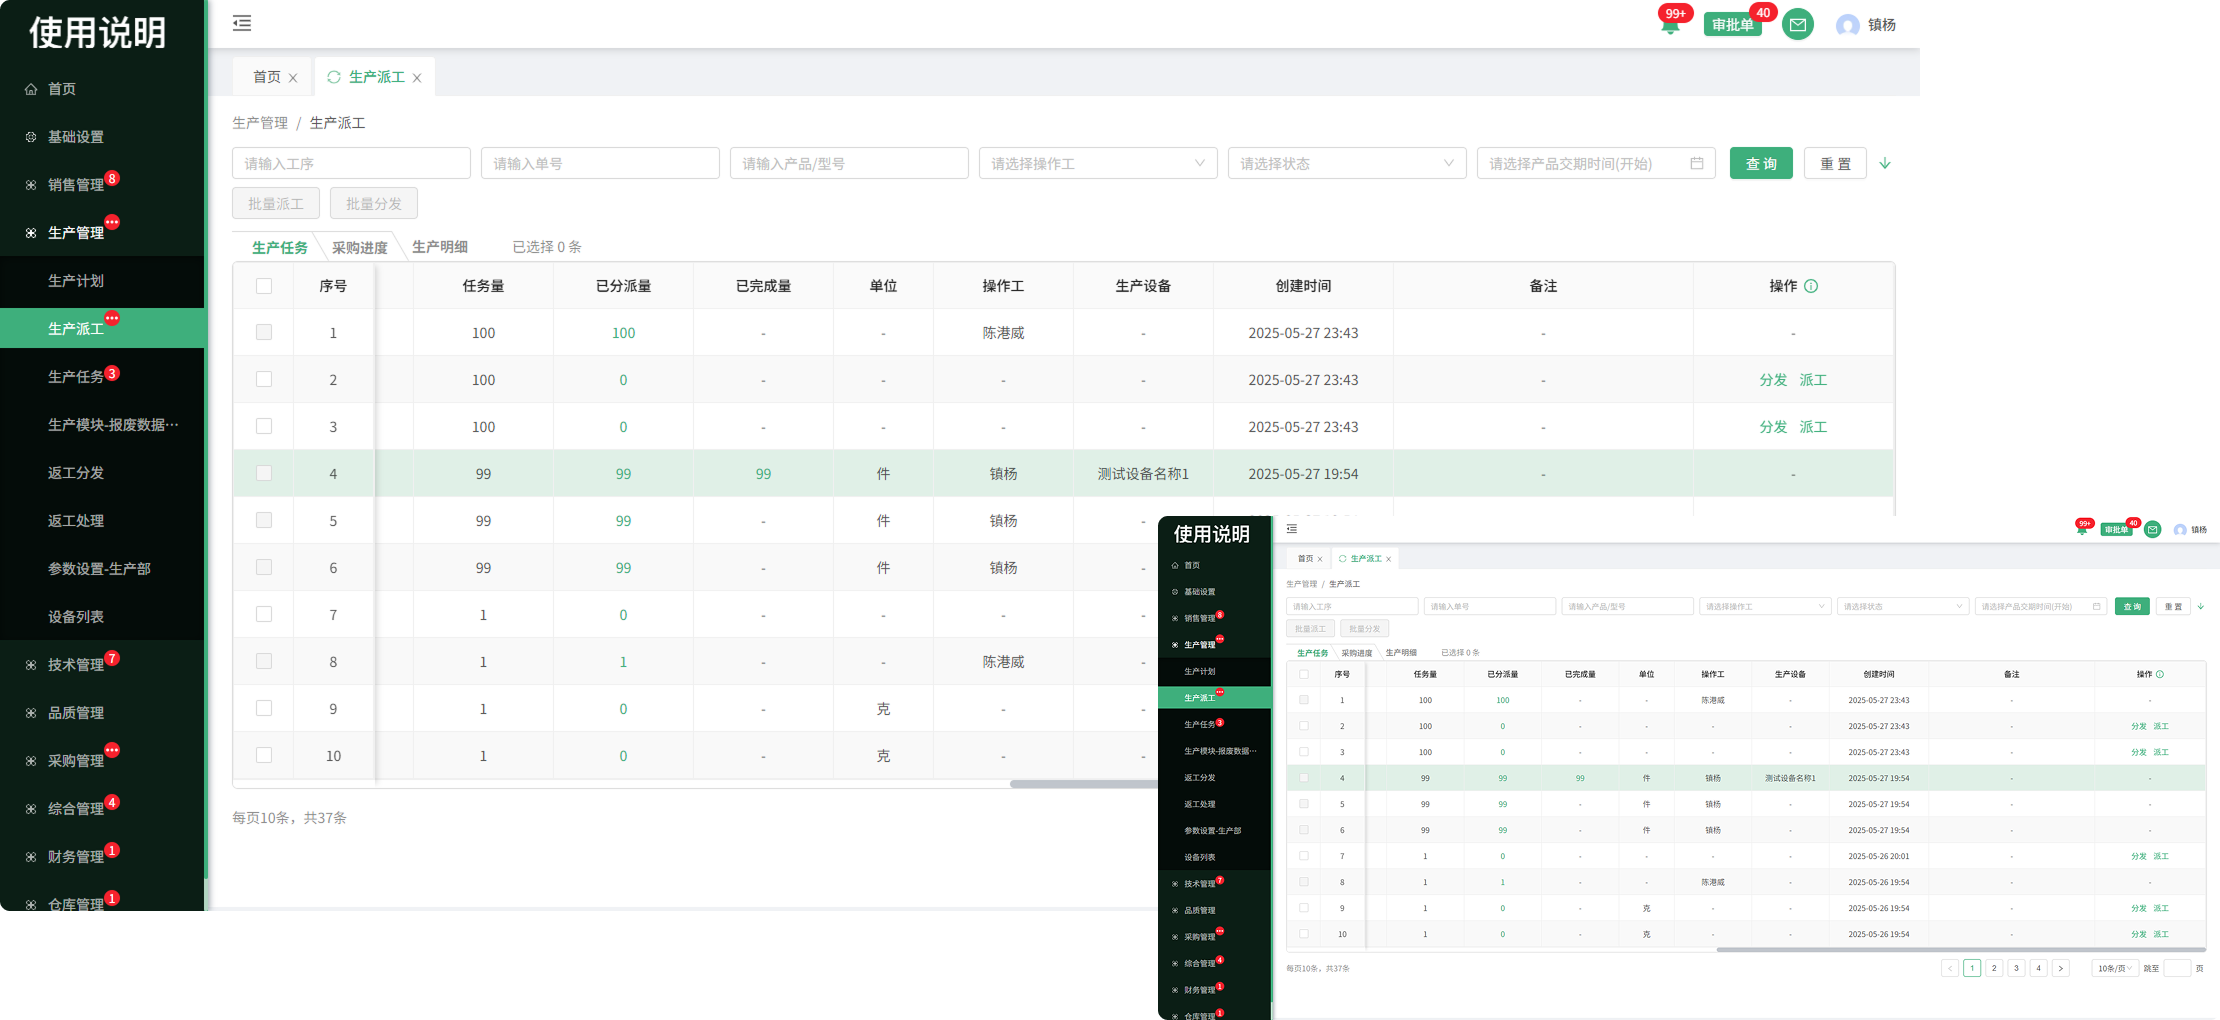 使用说明
首页
基础设置
销售管理 8
生产管理
生产计划
生产派工
生产任务 3
生产模块-报废数据···
返工分发
返工处理
参数设置-生产部
设备列表
技术管理 7
品质管理
采购管理
综合管理 4
财务管理 1
仓库管理 1
99+ 审批单 40 镇杨
首页 生产派工
生产管理 / 生产派工
请输入工序 请输入单号 请输入产品/型号 请选择操作工 请选择状态 请选择产品交期时间(开始) 查询 重置
批量派工 批量分发
生产任务 采购进度 生产明细 已选择 0 条
序号 任务量 已分派量 已完成量 单位 操作工 生产设备 创建时间 备注 操作
1 100 100 - - 陈港威 - 2025-05-27 23:43 - -
2 100 0 - - - - 2025-05-27 23:43 - 分发 派工
3 100 0 - - - - 2025-05-27 23:43 - 分发 派工
4 99 99 99 件 镇杨 测试设备名称1 2025-05-27 19:54 - -
5 99 99 - 件 镇杨 -
6 99 99 - 件 镇杨 -
7 1 0 - - - -
8 1 1 - - 陈港威 -
9 1 0 - 克 - -
10 1 0 - 克 - -
每页10条，共37条
使用说明
首页
基础设置
销售管理 8
生产管理
生产计划
生产派工
生产任务 3
生产模块-报废数据···
返工分发
返工处理
参数设置-生产部
设备列表
技术管理 7
品质管理
采购管理
综合管理 4
财务管理 1
仓库管理 1
99+ 审批单 40 镇杨
首页 生产派工
生产管理 / 生产派工
请输入工序 请输入单号 请输入产品/型号 请选择操作工 请选择状态 请选择产品交期时间(开始) 查询 重置
批量派工 批量分发
生产任务 采购进度 生产明细 已选择 0 条
序号 任务量 已分派量 已完成量 单位 操作工 生产设备 创建时间 备注 操作
1 100 100 - - 陈港威 - 2025-05-27 23:43 - -
2 100 0 - - - - 2025-05-27 23:43 - 分发 派工
3 100 0 - - - - 2025-05-27 23:43 - 分发 派工
4 99 99 99 件 镇杨 测试设备名称1 2025-05-27 19:54 - -
5 99 99 - 件 镇杨 - 2025-05-27 19:54 - -
6 99 99 - 件 镇杨 - 2025-05-27 19:54 - -
7 1 0 - - - - 2025-05-26 20:01 - 分发 派工
8 1 1 - - 陈港威 - 2025-05-26 19:54 - -
9 1 0 - 克 - - 2025-05-26 19:54 - 分发 派工
10 1 0 - 克 - - 2025-05-26 19:54 - 分发 派工
每页10条，共37条 1 2 3 4 10条/页 跳至 页